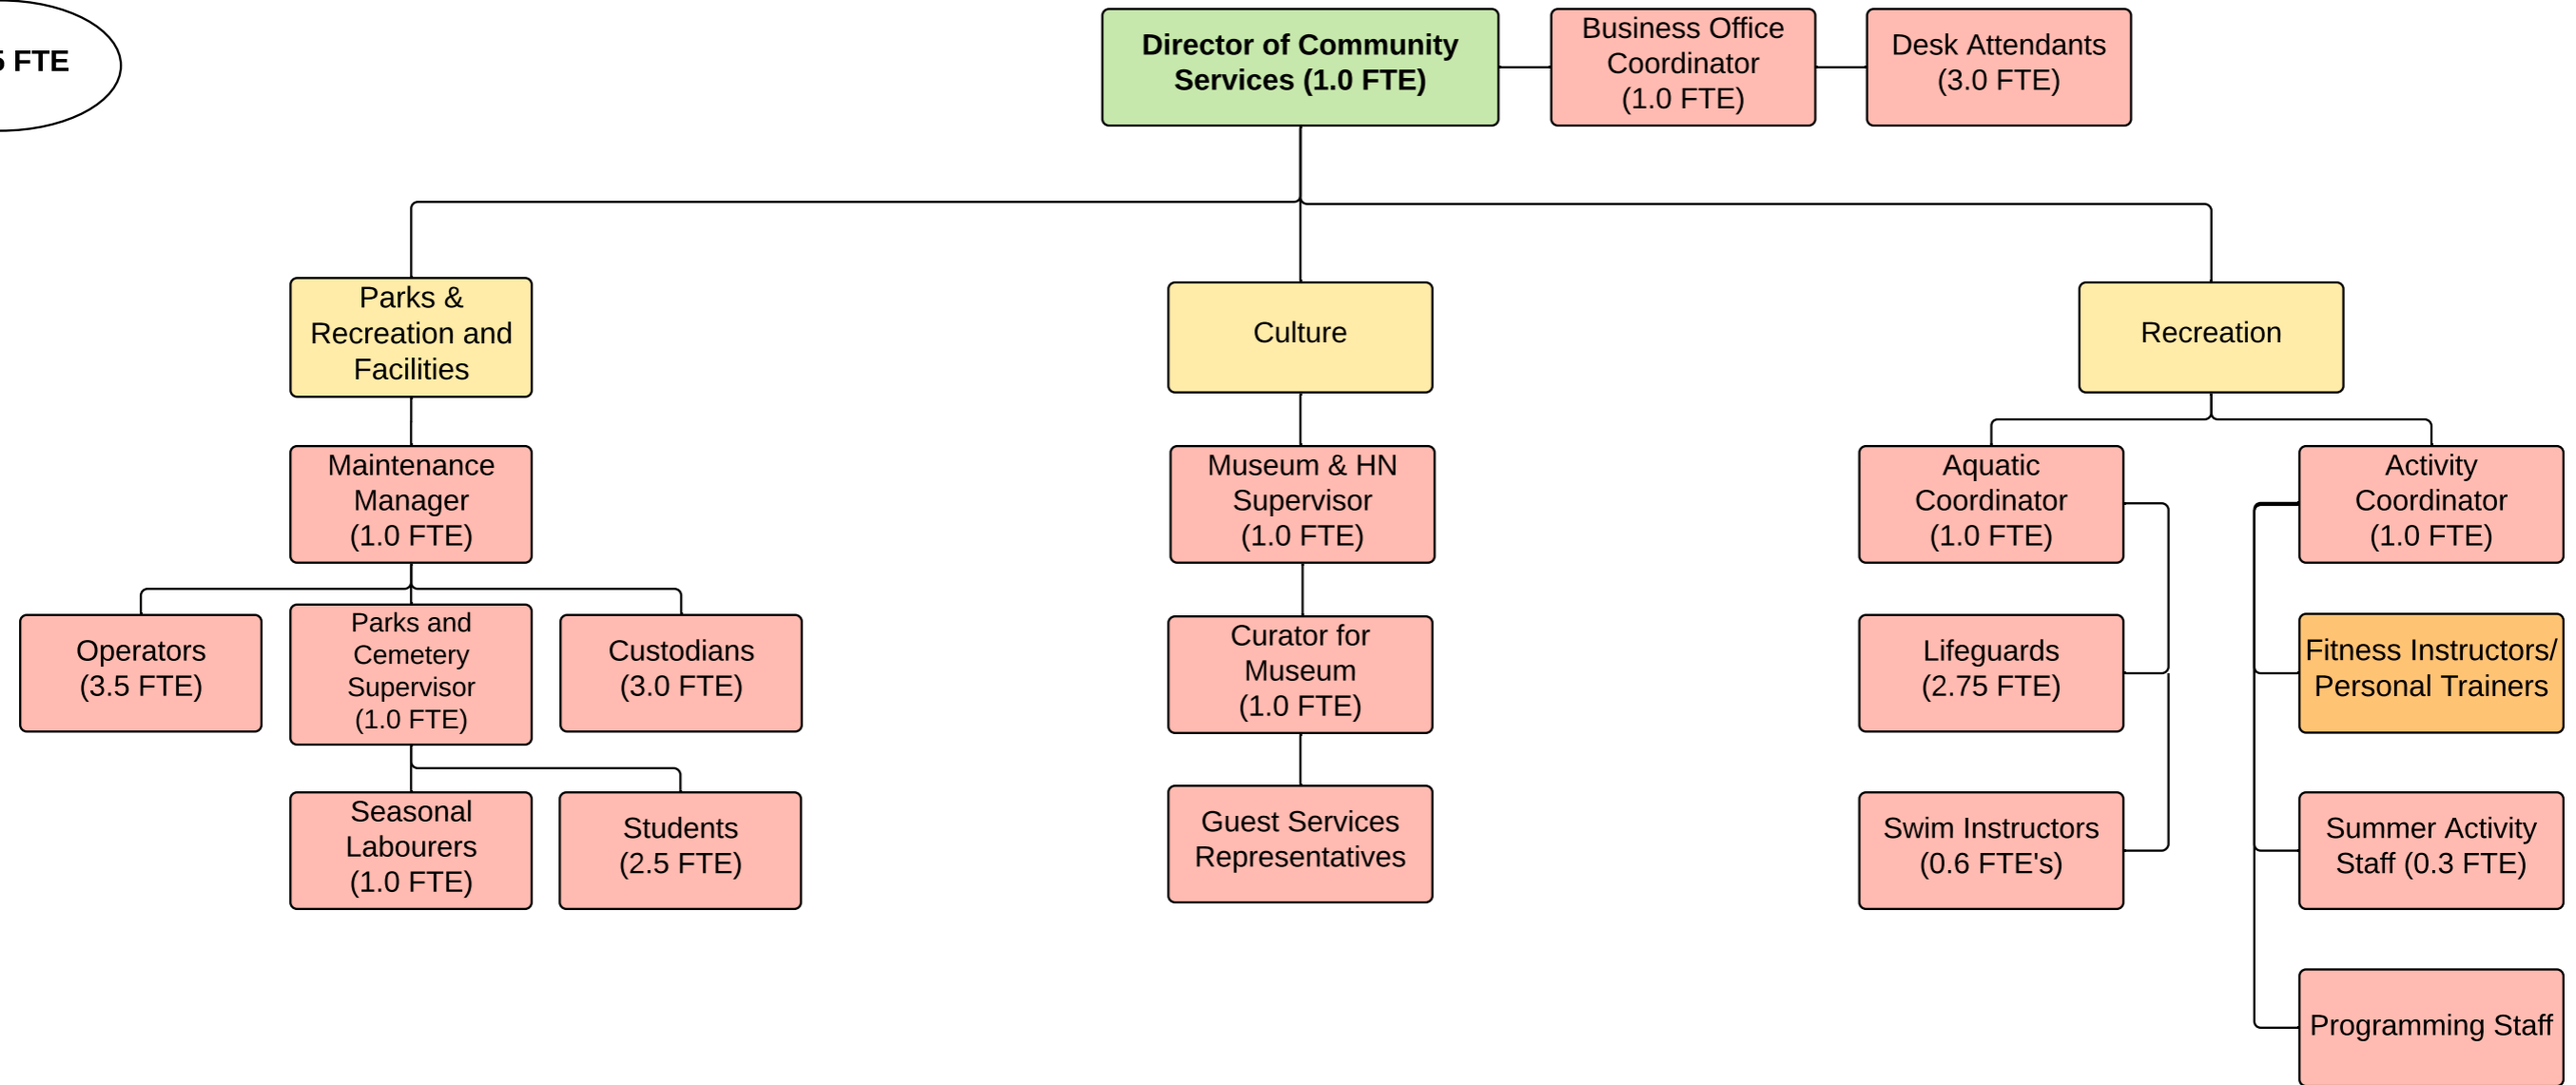 FTE
Director of Community
Services (1.0 FTE)
Business Office
Coordinator
(1.0 FTE)
Desk Attendants
(3.0 FTE)
Parks &
Recreation and
Facilities
Culture
Recreation
Maintenance
Manager
(1.0 FTE)
Museum & HN
Supervisor
(1.0 FTE)
Aquatic
Coordinator
(1.0 FTE)
Activity
Coordinator
(1.0 FTE)
Operators
(3.5 FTE)
Parks and
Cemetery
Supervisor
(1.0 FTE)
Custodians
(3.0 FTE)
Curator for
Museum
(1.0 FTE)
Lifeguards
(2.75 FTE)
Fitness Instructors/
Personal Trainers
Seasonal
Labourers
(1.0 FTE)
Students
(2.5 FTE)
Guest Services
Representatives
Swim Instructors
(0.6 FTE's)
Summer Activity
Staff (0.3 FTE)
Programming Staff